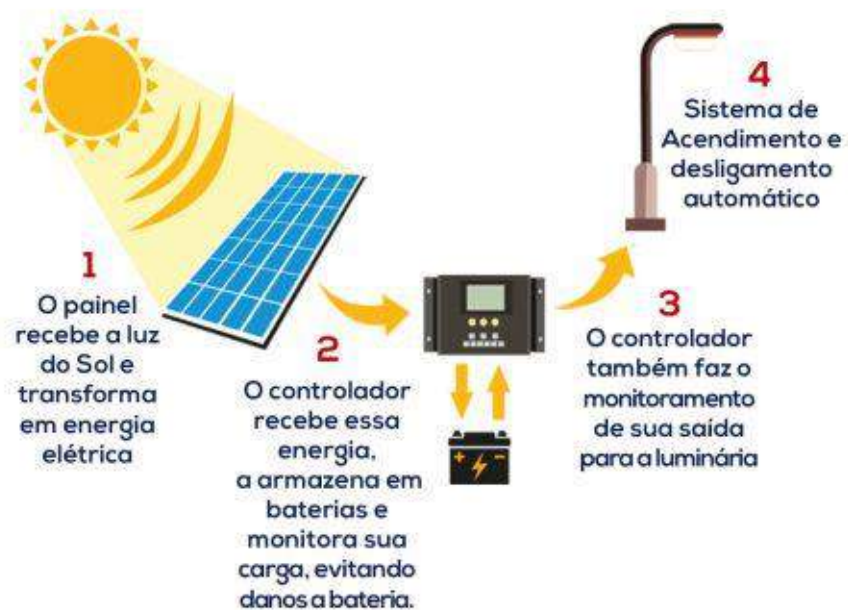 1
O painel
recebe a luz
do Sol e
transforma
em energia
elétrica
2
O controlador
recebe essa
energia,
a armazena em
baterias e
monitora sua
carga, evitando
danos a bateria.
3
O controlador
também faz o
monitoramento
de sua saída
para a luminária
4
Sistema de
Acendimento e
desligamento
automático
+ -